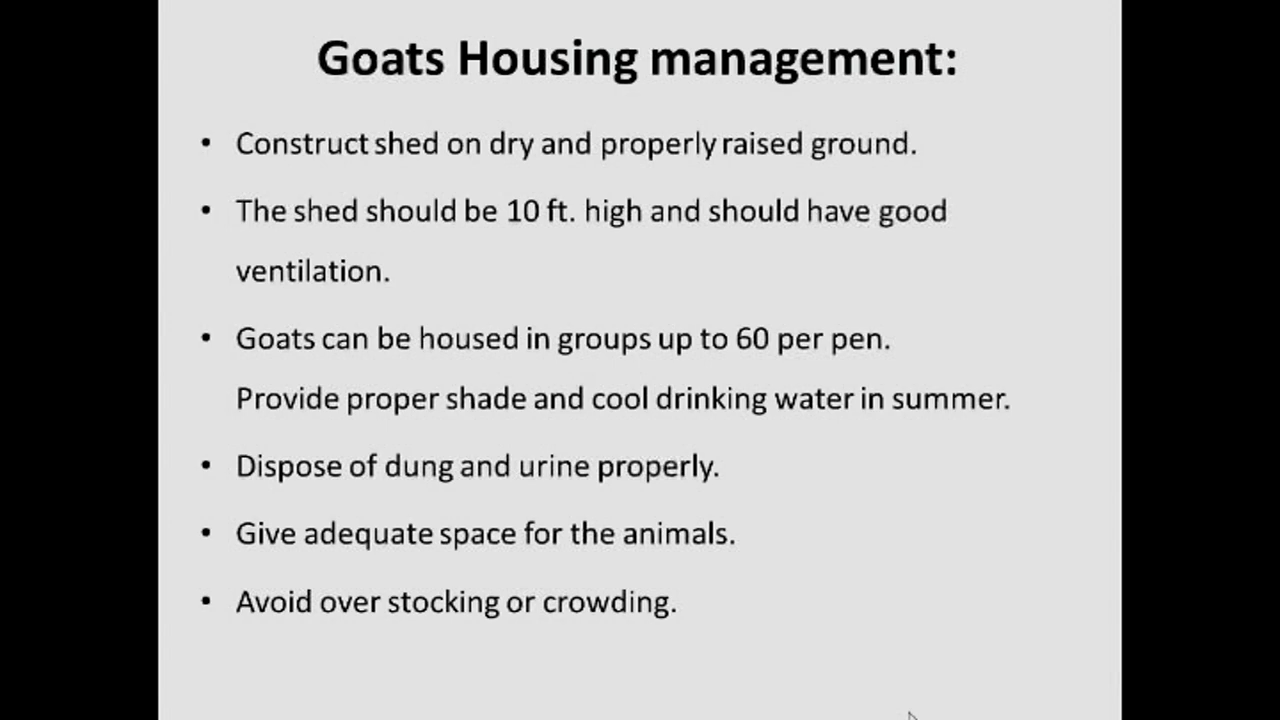 Goats Housing management:
• Construct shed on dry and properly raised ground.
• The shed should be 10 ft. high and should have good
ventilation.
• Goats can be housed in groups up to 60 per pen.
Provide proper shade and cool drinking water in summer.
• Dispose of dung and urine properly.
• Give adequate space for the animals.
• Avoid over stocking or crowding.